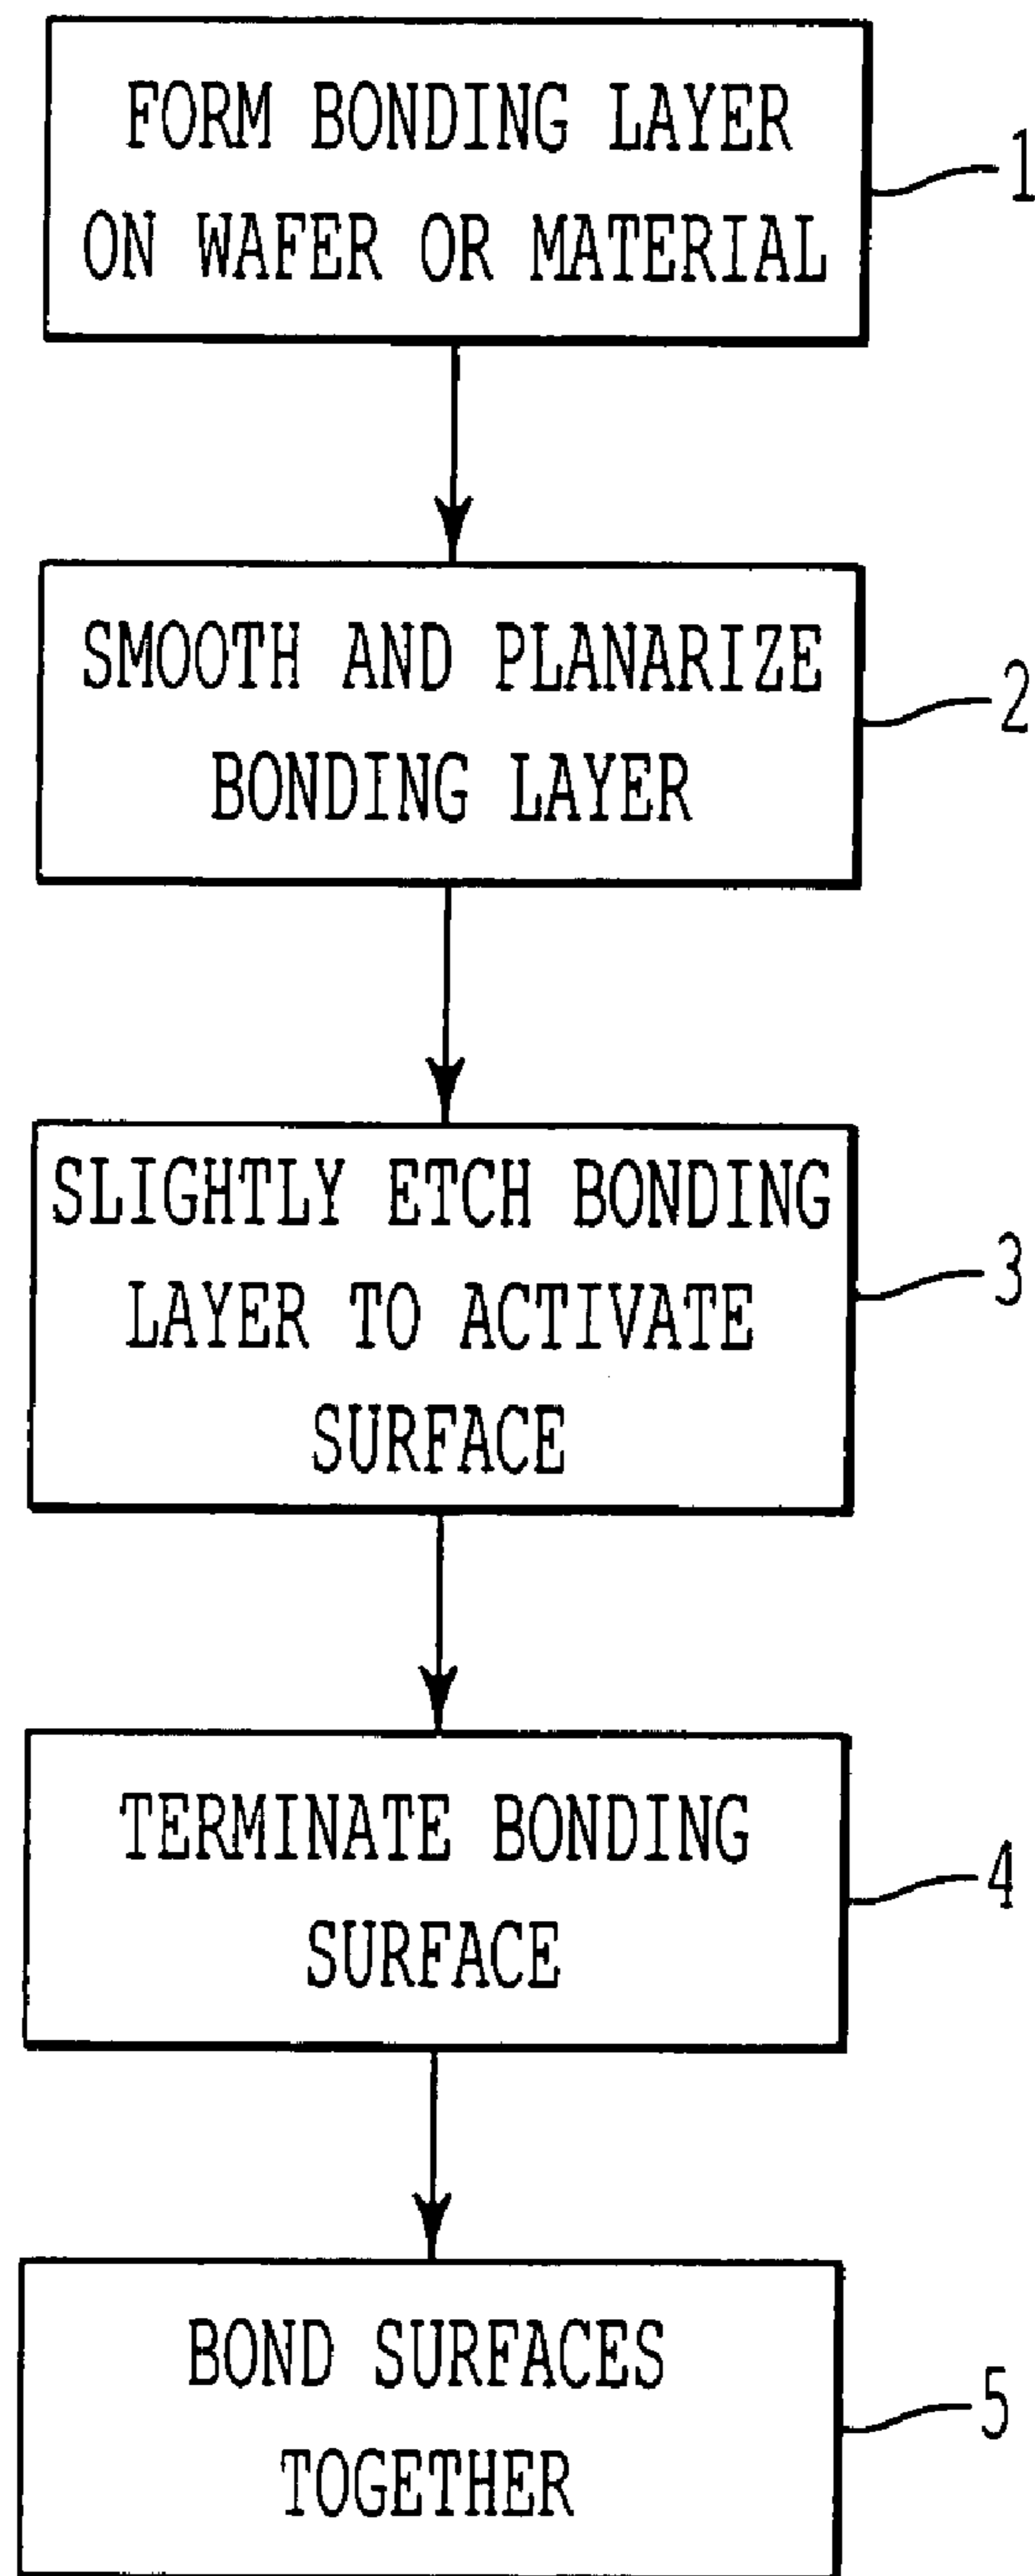 FORM BONDING LAYER
ON WAFER OR MATERIAL
1
SMOOTH AND PLANARIZE
BONDING LAYER
2
SLIGHTLY ETCH BONDING
LAYER TO ACTIVATE
SURFACE
3
TERMINATE BONDING
SURFACE
4
BOND SURFACES
TOGETHER
5